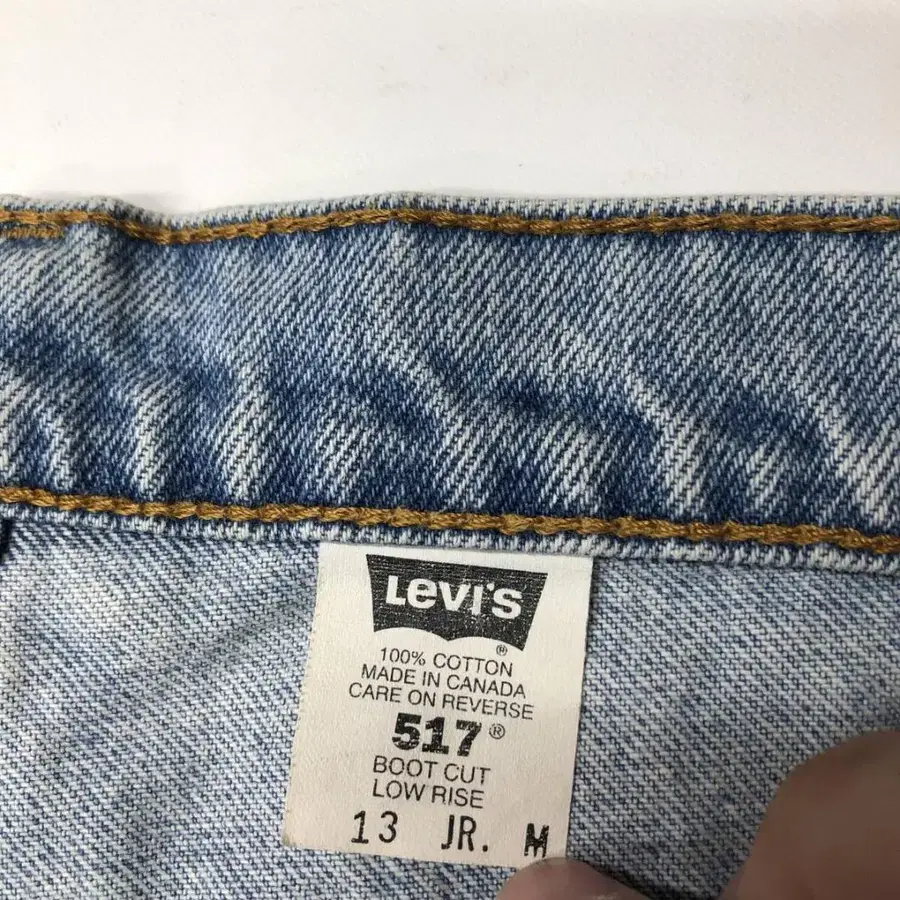 Levi's
®
100% COTTON
MADE IN CANADA
CARE ON REVERSE
517®
BOOT CUT
LOW RISE
13 JR. M